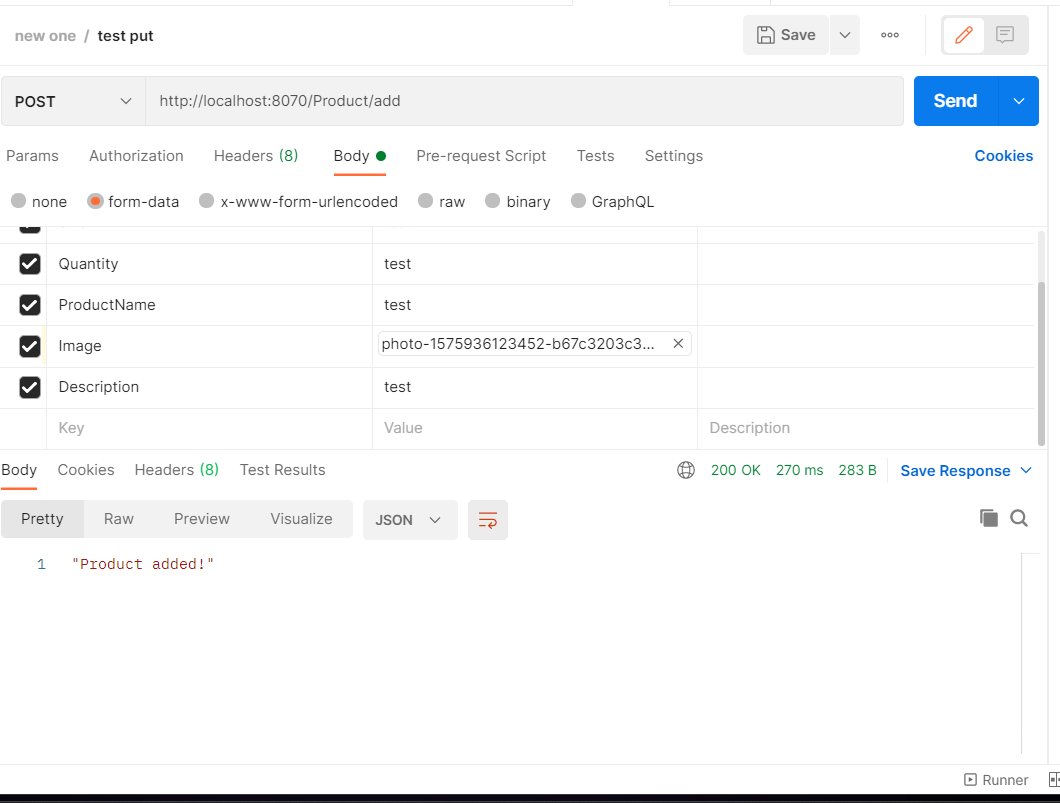 new one / test put
Save
POST http://localhost:8070/Product/add Send
Params Authorization Headers (8) Body Pre-request Script Tests Settings Cookies
none form-data x-www-form-urlencoded raw binary GraphQL
Quantity test
ProductName test
Image photo-1575936123452-b67c3203c3...
Description test
Key Value Description
Body Cookies Headers (8) Test Results 200 OK 270 ms 283 B Save Response
Pretty Raw Preview Visualize JSON
1 "Product added!"
Runner